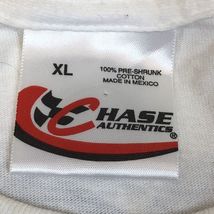 XL
100% PRE-SHRUNK
COTTON
MADE IN MEXICO
CHASE
AUTHENTICS